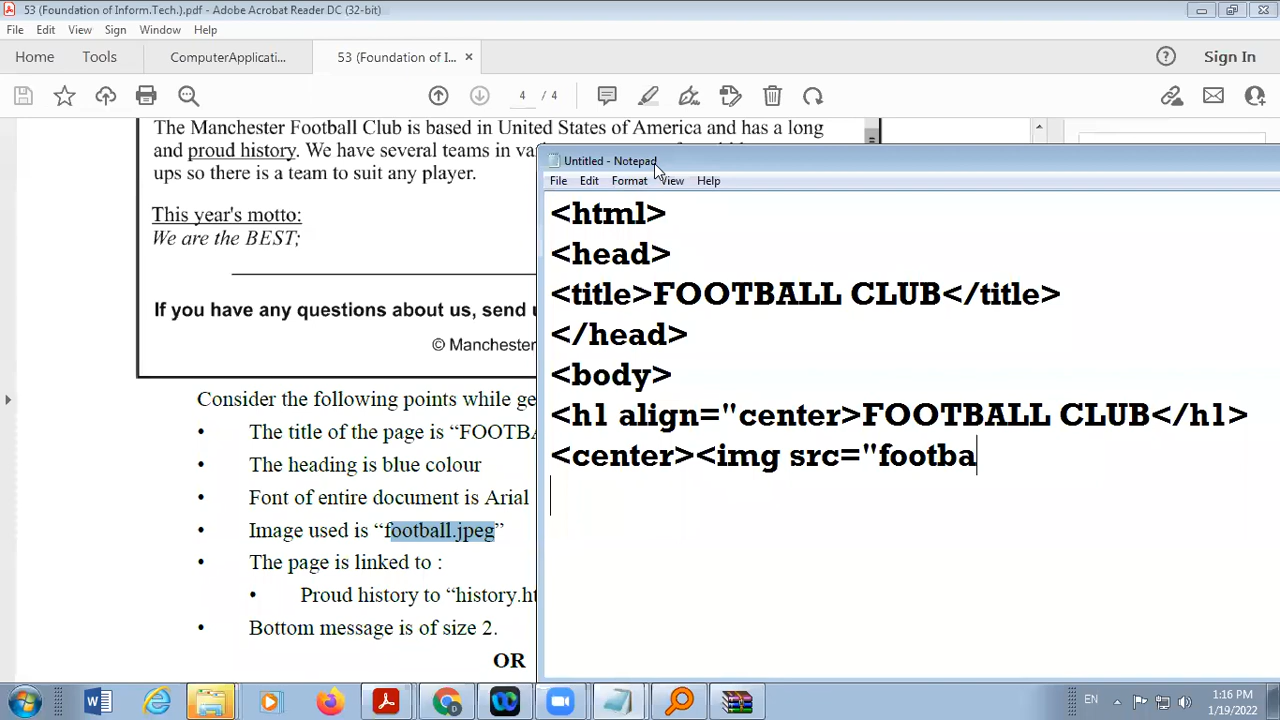 53 (Foundation of Inform.Tech.).pdf - Adobe Acrobat Reader DC (32-bit)
File Edit View Sign Window Help
Home Tools ComputerApplicati... 53 (Foundation of I... × Sign In
4 / 4
The Manchester Football Club is based in United States of America and has a long
and proud history. We have several teams in
ups so there is a team to suit any player.
This year's motto:
We are the BEST;
If you have any questions about us, send
© Manchester
Consider the following points while
• The title of the page is
• The heading is blue colour
• Font of entire document is Arial
• Image used is “football.jpeg”
• The page is linked to :
• Proud history to
• Bottom message is of size 2.
OR
Untitled - Notepad
File Edit Format View Help
<html>
<head>
<title>FOOTBALL CLUB</title>
</head>
<body>
<h1 align="center>FOOTBALL CLUB</h1>
<center><img src="footba
EN
1:16 PM
1/19/2022